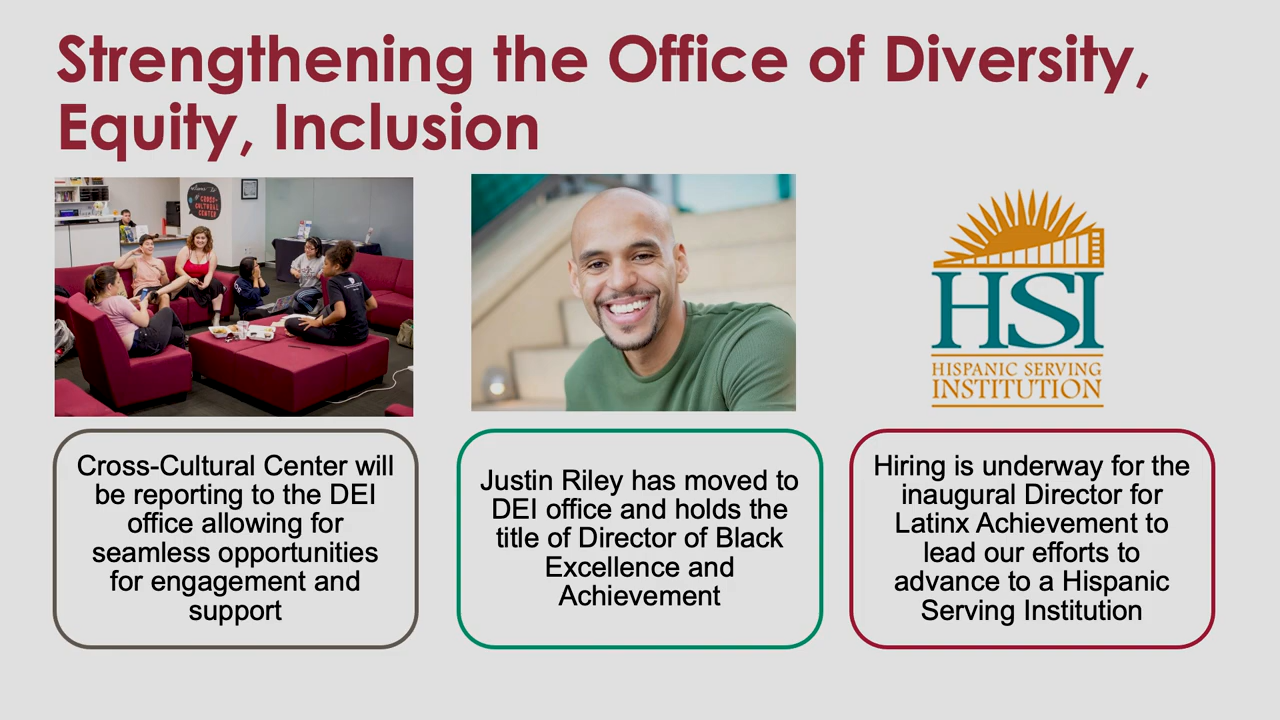 Strengthening the Office of Diversity,
Equity, Inclusion
CROSS-
CULTURAL
CENTER
HSI
HISPANIC SERVING
INSTITUTION
Cross-Cultural Center will
be reporting to the DEI
office allowing for
seamless opportunities
for engagement and
support
Justin Riley has moved to
DEI office and holds the
title of Director of Black
Excellence and
Achievement
Hiring is underway for the
inaugural Director for
Latinx Achievement to
lead our efforts to
advance to a Hispanic
Serving Institution